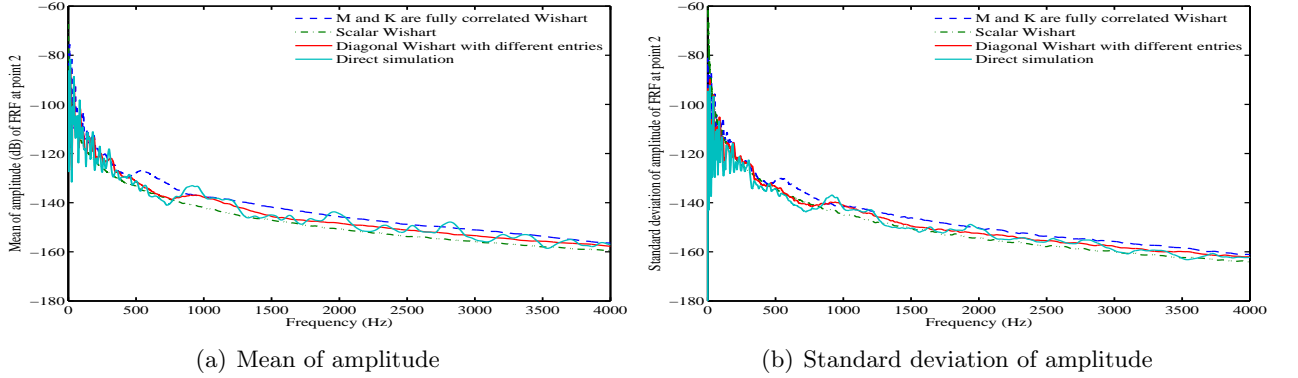 Mean of amplitude (dB) of FRF at point 2
−60
−80
−100
−120
−140
−160
−180
0 500 1000 1500 2000 2500 3000 3500 4000
Frequency (Hz)
M and K are fully correlated Wishart
Scalar Wishart
Diagonal Wishart with different entries
Direct simulation
(a) Mean of amplitude
Standard deviation of amplitude of FRF at point 2
−60
−80
−100
−120
−140
−160
−180
0 500 1000 1500 2000 2500 3000 3500 4000
Frequency (Hz)
M and K are fully correlated Wishart
Scalar Wishart
Diagonal Wishart with different entries
Direct simulation
(b) Standard deviation of amplitude